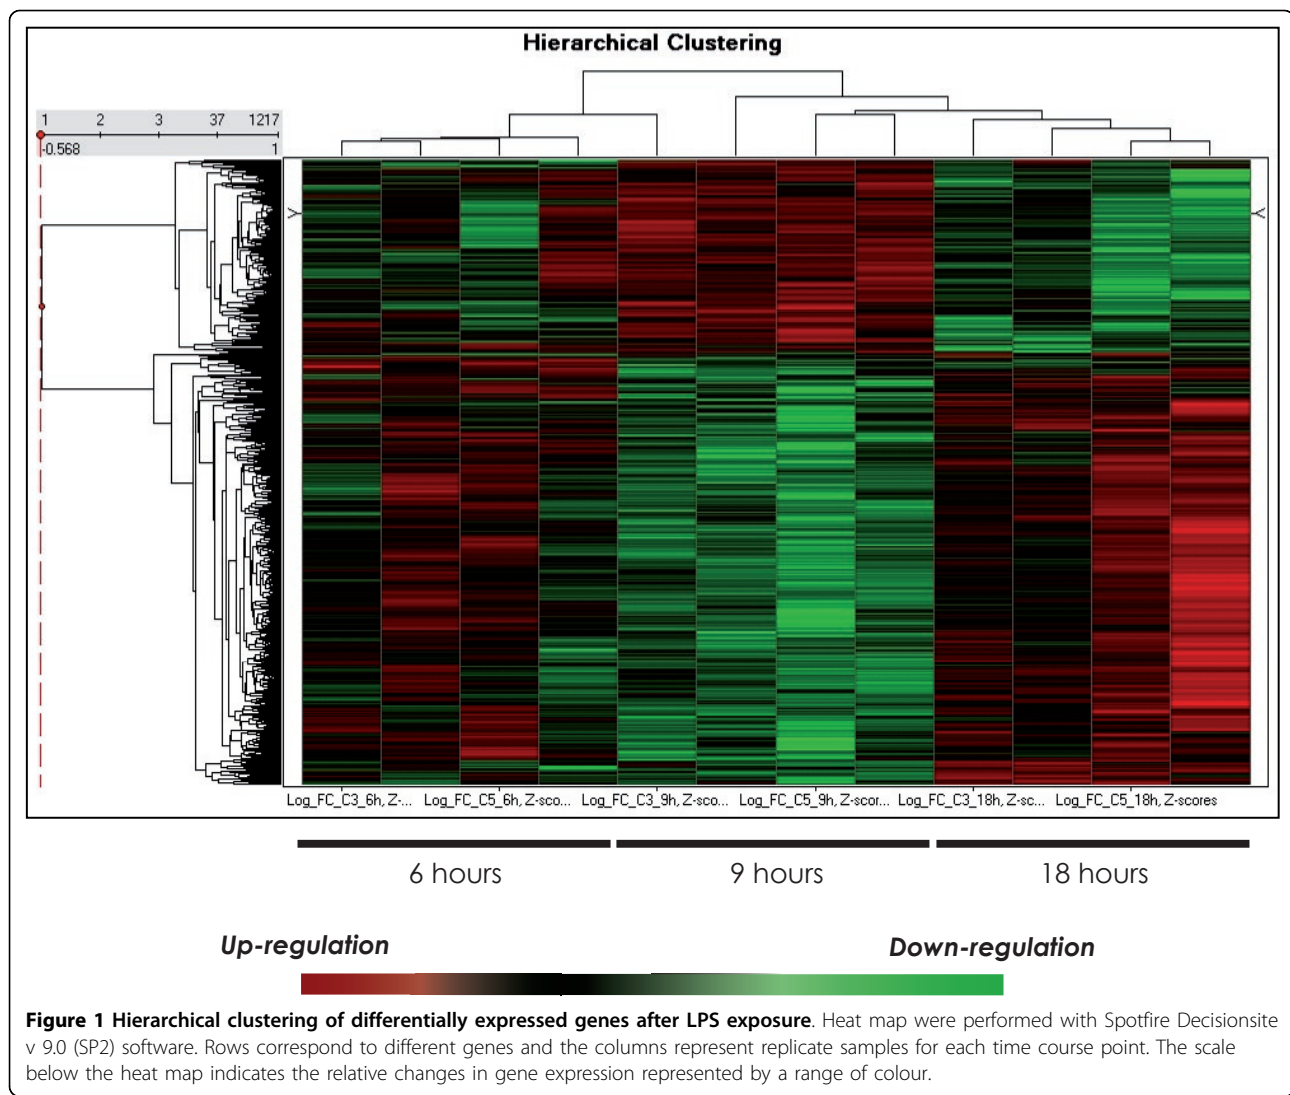 Hierarchical Clustering
1 2 3 37 1217
-0.568 1
Log_FC_C3_6h, Z-... Log_FC_C5_6h, Z-sco... Log_FC_C3_9h, Z-sco... Log_FC_C5_9h, Z-scor... Log_FC_C3_18h, Z-sc... Log_FC_C5_18h, Z-scores
6 hours 9 hours 18 hours
Up-regulation Down-regulation
Figure 1 Hierarchical clustering of differentially expressed genes after LPS exposure. Heat map were performed with Spotfire Decisionsite
v 9.0 (SP2) software. Rows correspond to different genes and the columns represent replicate samples for each time course point. The scale
below the heat map indicates the relative changes in gene expression represented by a range of colour.